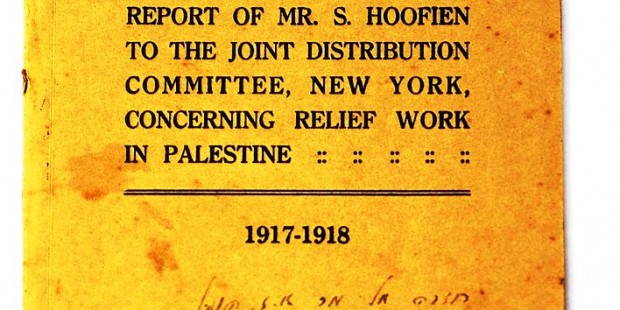 REPORT OF MR. S. HOOFIEN
TO THE JOINT DISTRIBUTION
COMMITTEE, NEW YORK,
CONCERNING RELIEF WORK
IN PALESTINE :: :: :: :: ::
1917-1918